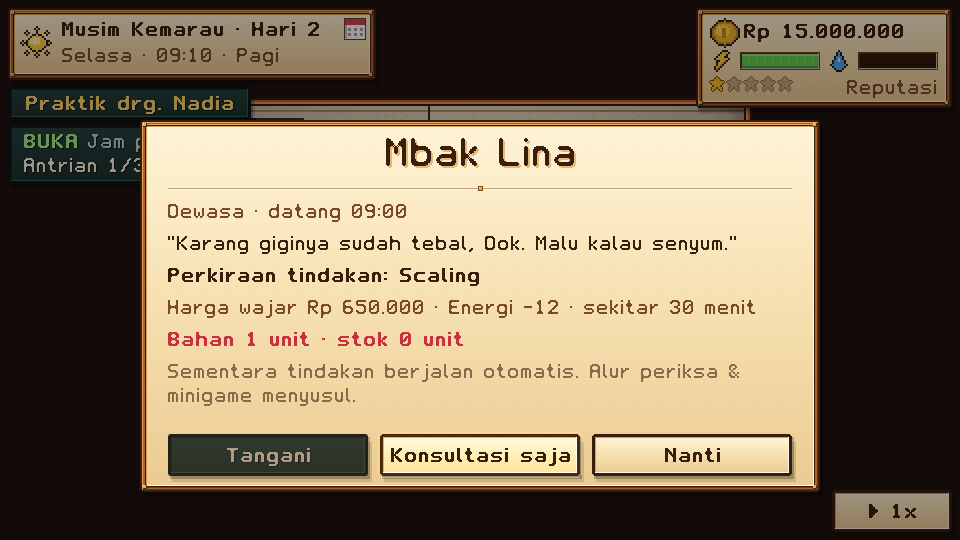 Musim Kemarau · Hari 2
Selasa · 09:10 · Pagi
Rp 15.000.000
Reputasi
Praktik drg. Nadia
BUKA Jam
Antrian 1/3
Mbak Lina
Dewasa · datang 09:00
"Karang giginya sudah tebal, Dok. Malu kalau senyum."
Perkiraan tindakan: Scaling
Harga wajar Rp 650.000 · Energi -12 · sekitar 30 menit
Bahan 1 unit · stok 0 unit
Sementara tindakan berjalan otomatis. Alur periksa &
minigame menyusul.
Tangani
Konsultasi saja
Nanti
1x